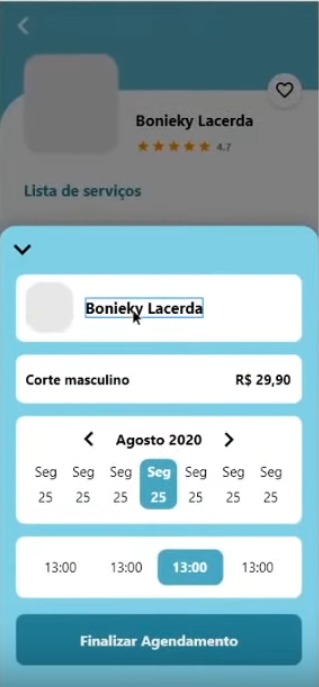 Bonieky Lacerda
4.7
Lista de serviços
Bonieky Lacerda
Corte masculino R$ 29,90
Agosto 2020
Seg Seg Seg Seg Seg Seg Seg
25 25 25 25 25 25 25
13:00 13:00 13:00 13:00
Finalizar Agendamento